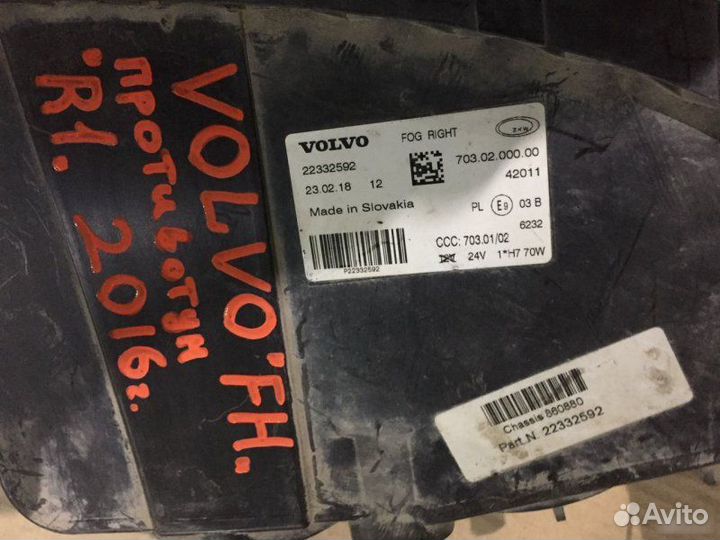 VOLVO 'FH.
ПРОТИВОТУМ
'R1. 2016г.
VOLVO FOG RIGHT ZKW
22332592 703.02.000.00
23.02.18 12 42011
Made in Slovakia PL E9 03 B
6232
CCC: 703.01/02
24V 1*H7 70W
P22332592
Chassis 860880
Part N. 22332592
Avito